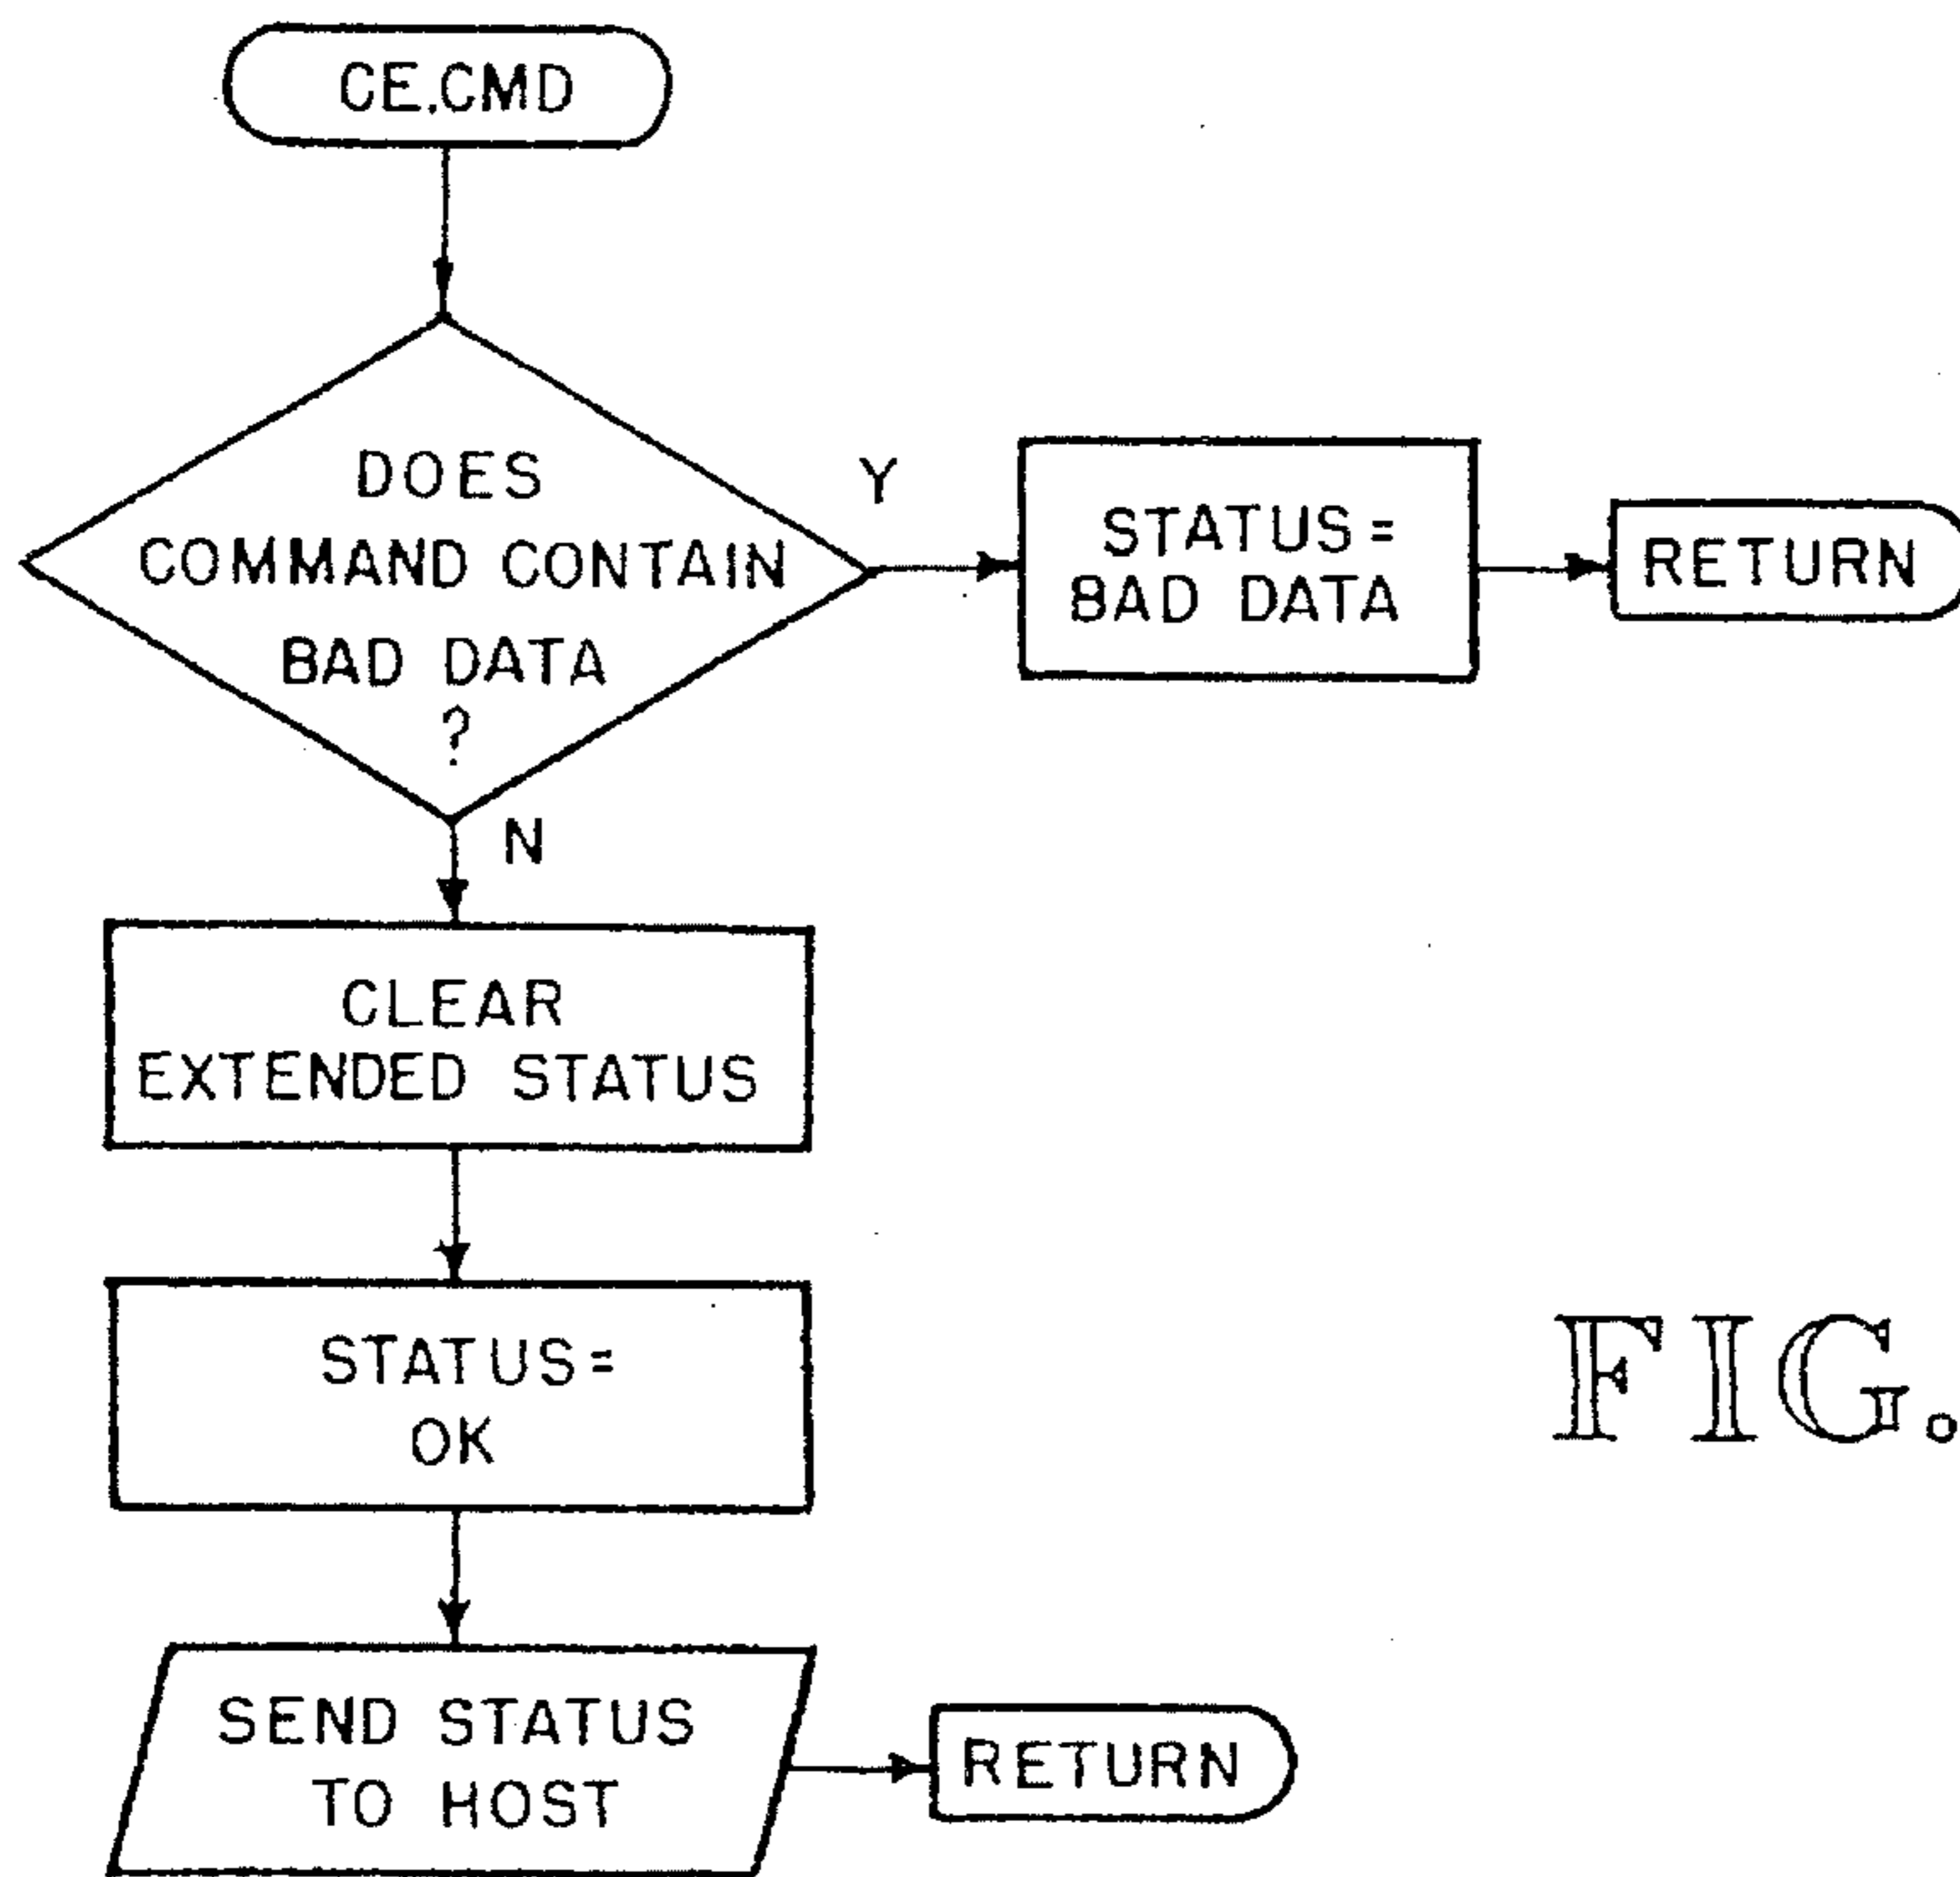 CE.CMD
DOES
COMMAND CONTAIN
BAD DATA
?
Y
STATUS=
BAD DATA
RETURN
N
CLEAR
EXTENDED STATUS
STATUS=
OK
SEND STATUS
TO HOST
RETURN
FIG.